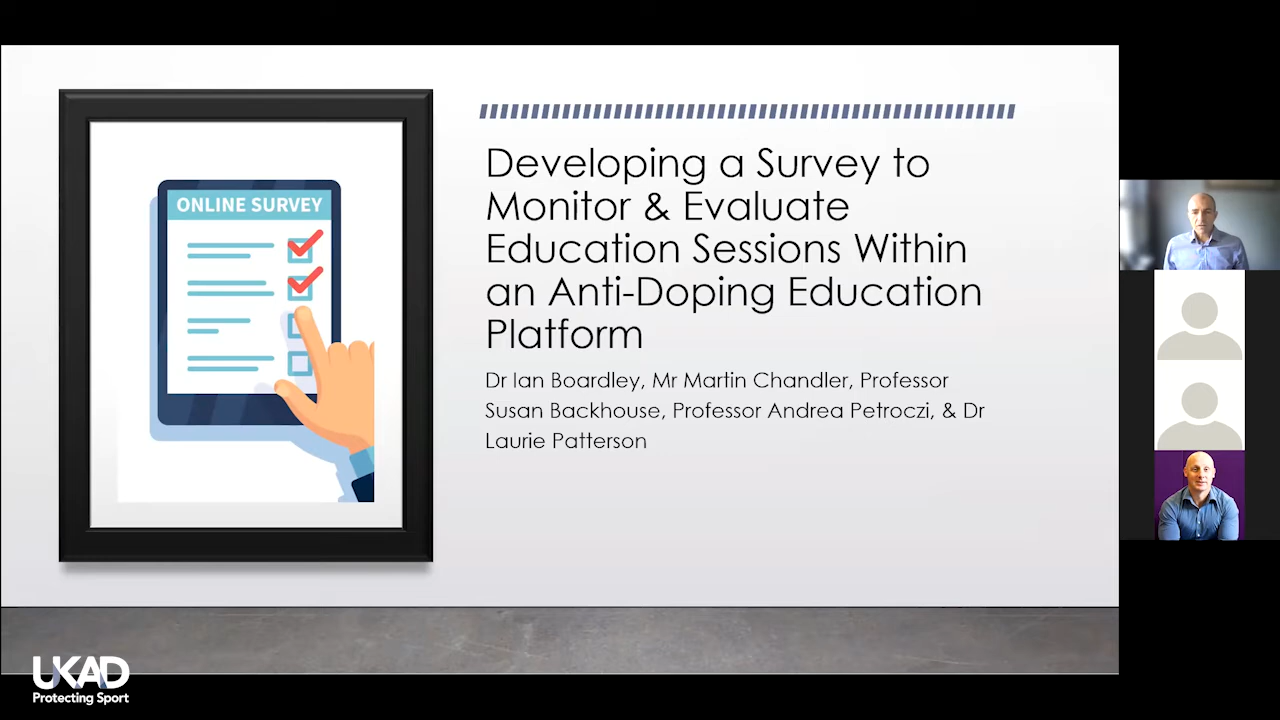 ONLINE SURVEY
Developing a Survey to
Monitor & Evaluate
Education Sessions Within
an Anti-Doping Education
Platform
Dr Ian Boardley, Mr Martin Chandler, Professor
Susan Backhouse, Professor Andrea Petroczi, & Dr
Laurie Patterson
UKAD
Protecting Sport